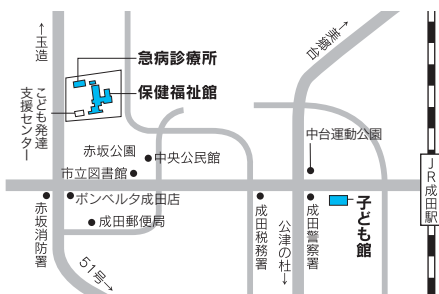 ←玉造
急病診療所
保健福祉館
こども発達
支援センター
←美郷台
赤坂公園
中央公民館
市立図書館
中台運動公園
ボンベルタ成田店
成田郵便局
赤坂消防署
51号→
成田税務署
公津の杜→
成田警察署
子ども館
JR成田駅